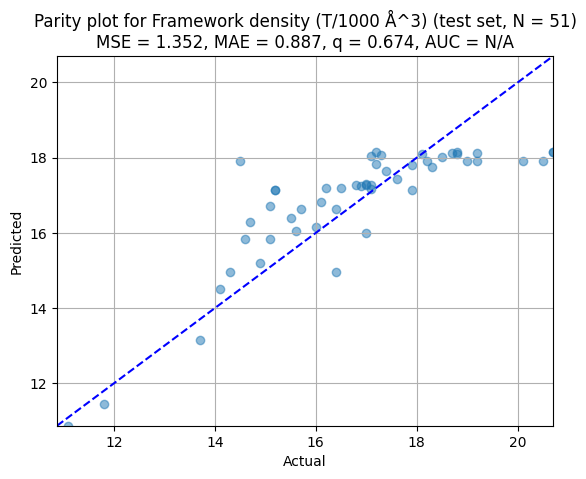 Parity plot for Framework density (T/1000 Å^3) (test set, N = 51)
MSE = 1.352, MAE = 0.887, q = 0.674, AUC = N/A
20
18
16
14
12
Predicted
12 14 16 18 20
Actual